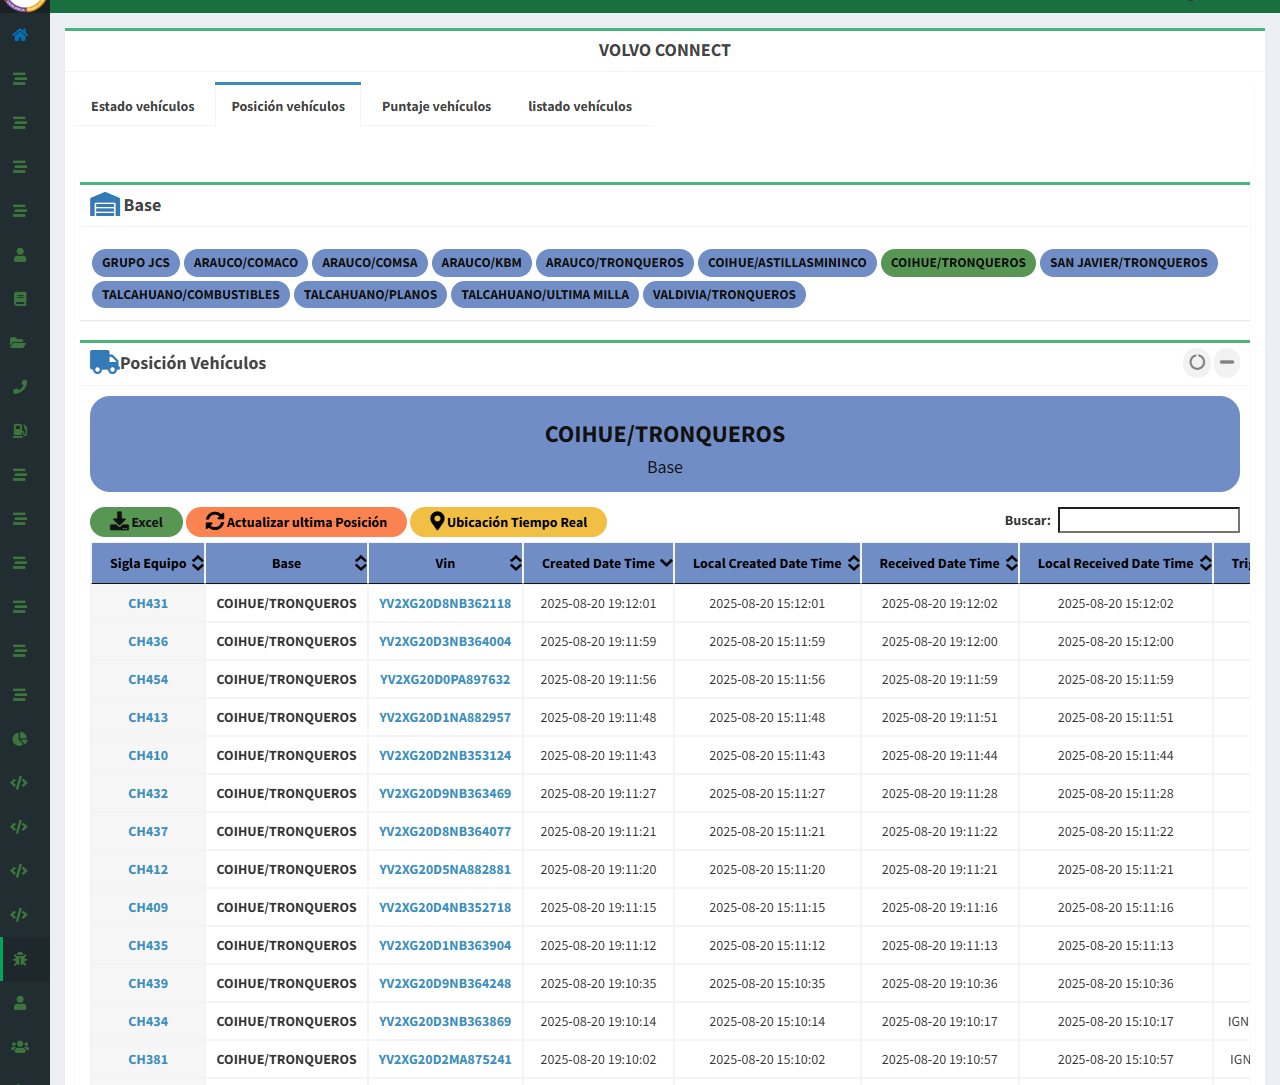 VOLVO CONNECT
Estado vehículos Posición vehículos Puntaje vehículos listado vehículos
Base
GRUPO JCS ARAUCO/COMACO ARAUCO/COMSA ARAUCO/KBM ARAUCO/TRONQUEROS COIHUE/ASTILLASMININCO COIHUE/TRONQUEROS SAN JAVIER/TRONQUEROS
TALCAHUANO/COMBUSTIBLES TALCAHUANO/PLANOS TALCAHUANO/ULTIMA MILLA VALDIVIA/TRONQUEROS
Posición Vehículos
COIHUE/TRONQUEROS
Base
Excel Actualizar ultima Posición Ubicación Tiempo Real Buscar:
Sigla Equipo Base Vin Created Date Time Local Created Date Time Received Date Time Local Received Date Time
CH431 COIHUE/TRONQUEROS YV2XG20D8NB362118 2025-08-20 19:12:01 2025-08-20 15:12:01 2025-08-20 19:12:02 2025-08-20 15:12:02
CH436 COIHUE/TRONQUEROS YV2XG20D3NB364004 2025-08-20 19:11:59 2025-08-20 15:11:59 2025-08-20 19:12:00 2025-08-20 15:12:00
CH454 COIHUE/TRONQUEROS YV2XG20D0PA897632 2025-08-20 19:11:56 2025-08-20 15:11:56 2025-08-20 19:11:59 2025-08-20 15:11:59
CH413 COIHUE/TRONQUEROS YV2XG20D1NA882957 2025-08-20 19:11:48 2025-08-20 15:11:48 2025-08-20 19:11:51 2025-08-20 15:11:51
CH410 COIHUE/TRONQUEROS YV2XG20D2NB353124 2025-08-20 19:11:43 2025-08-20 15:11:43 2025-08-20 19:11:44 2025-08-20 15:11:44
CH432 COIHUE/TRONQUEROS YV2XG20D9NB363469 2025-08-20 19:11:27 2025-08-20 15:11:27 2025-08-20 19:11:28 2025-08-20 15:11:28
CH437 COIHUE/TRONQUEROS YV2XG20D8NB364077 2025-08-20 19:11:21 2025-08-20 15:11:21 2025-08-20 19:11:22 2025-08-20 15:11:22
CH412 COIHUE/TRONQUEROS YV2XG20D5NA882881 2025-08-20 19:11:20 2025-08-20 15:11:20 2025-08-20 19:11:21 2025-08-20 15:11:21
CH409 COIHUE/TRONQUEROS YV2XG20D4NB352718 2025-08-20 19:11:15 2025-08-20 15:11:15 2025-08-20 19:11:16 2025-08-20 15:11:16
CH435 COIHUE/TRONQUEROS YV2XG20D1NB363904 2025-08-20 19:11:12 2025-08-20 15:11:12 2025-08-20 19:11:13 2025-08-20 15:11:13
CH439 COIHUE/TRONQUEROS YV2XG20D9NB364248 2025-08-20 19:10:35 2025-08-20 15:10:35 2025-08-20 19:10:36 2025-08-20 15:10:36
CH434 COIHUE/TRONQUEROS YV2XG20D3NB363869 2025-08-20 19:10:14 2025-08-20 15:10:14 2025-08-20 19:10:17 2025-08-20 15:10:17 IGN
CH381 COIHUE/TRONQUEROS YV2XG20D2MA875241 2025-08-20 19:10:02 2025-08-20 15:10:02 2025-08-20 19:10:57 2025-08-20 15:10:57 IGN